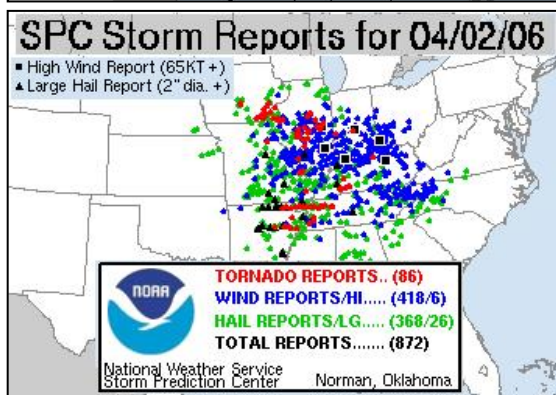 SPC Storm Reports for 04/02/06
▪ High Wind Report (65KT +)
▲ Large Hail Report (2" dia. +)
NOAA
TORNADO REPORTS.. (86)
WIND REPORTS/HI..... (418/6)
HAIL REPORTS/LG..... (368/26)
TOTAL REPORTS....... (872)
National Weather Service
Storm Prediction Center Norman, Oklahoma